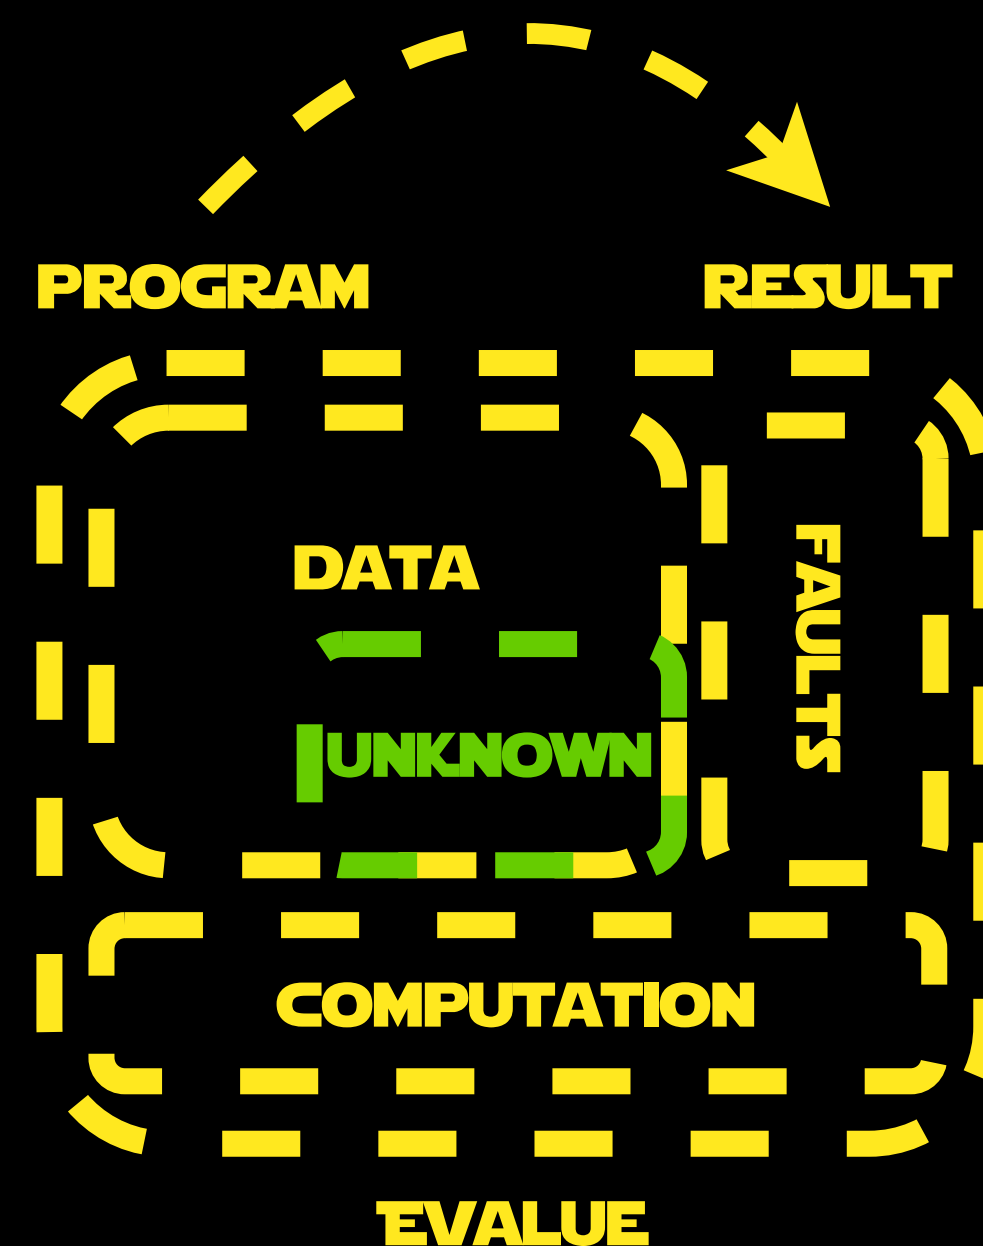 PROGRAM
RESULT
DATA
FAULTS
UNKNOWN
COMPUTATION
EVALUE